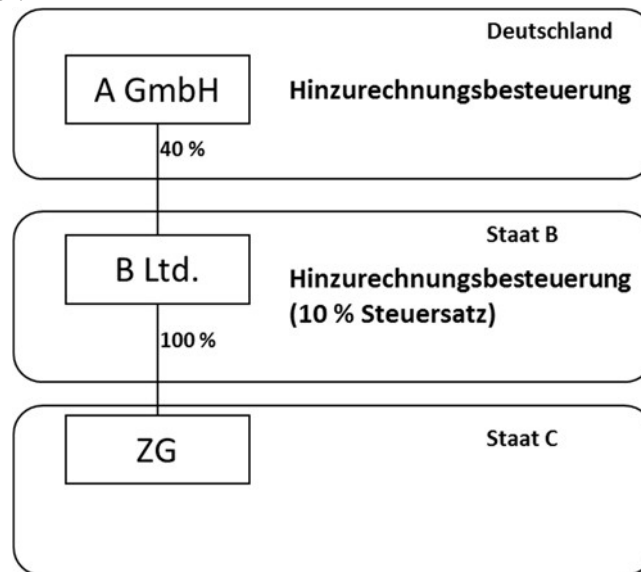 Deutschland
A GmbH
Hinzurechnungsbesteuerung
40 %
Staat B
B Ltd.
Hinzurechnungsbesteuerung
(10 % Steuersatz)
100 %
Staat C
ZG